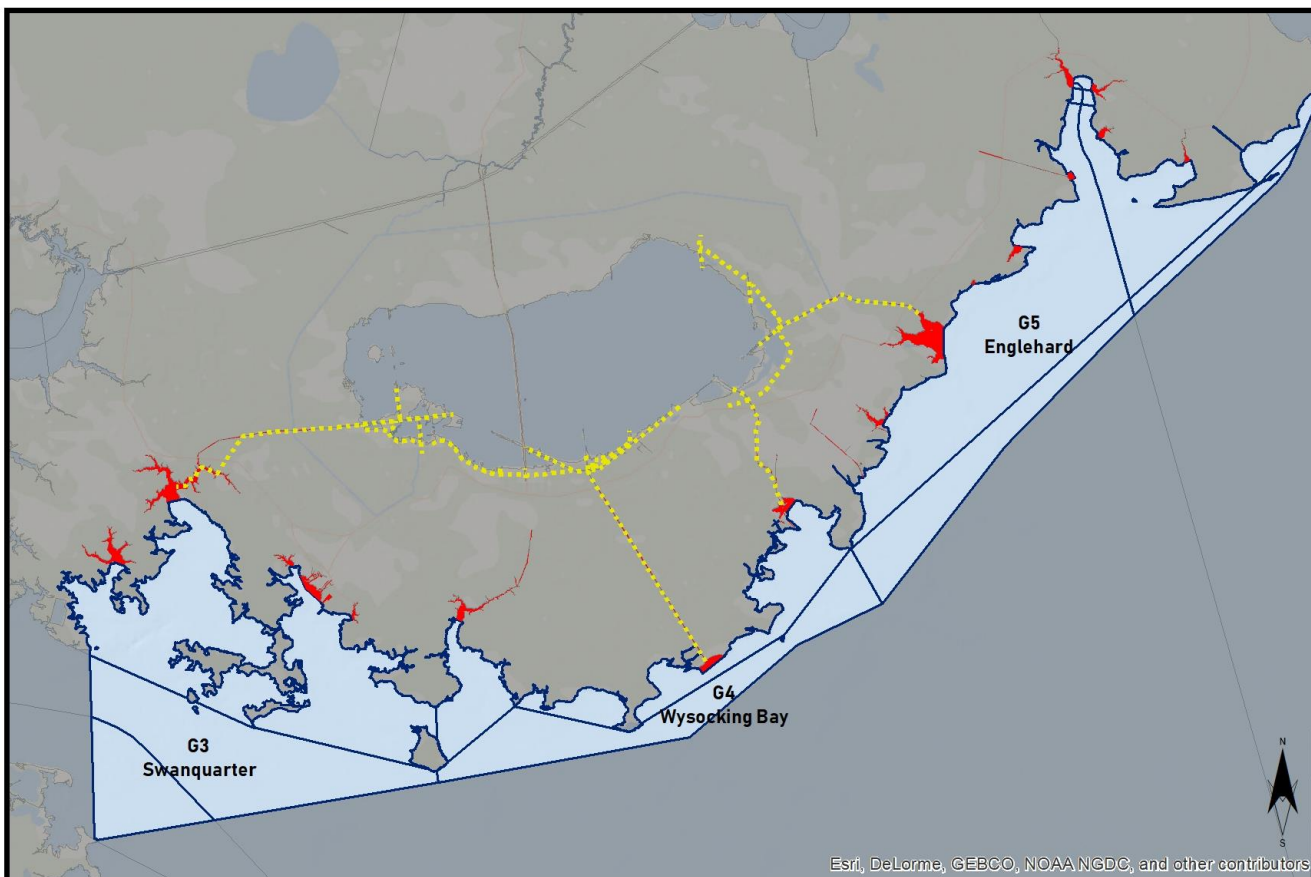 N
G5
Englehard
G4
Wysocking Bay
G3
Swanquarter
S
Esri, DeLorme, GEBCO, NOAA NGDC, and other contributors